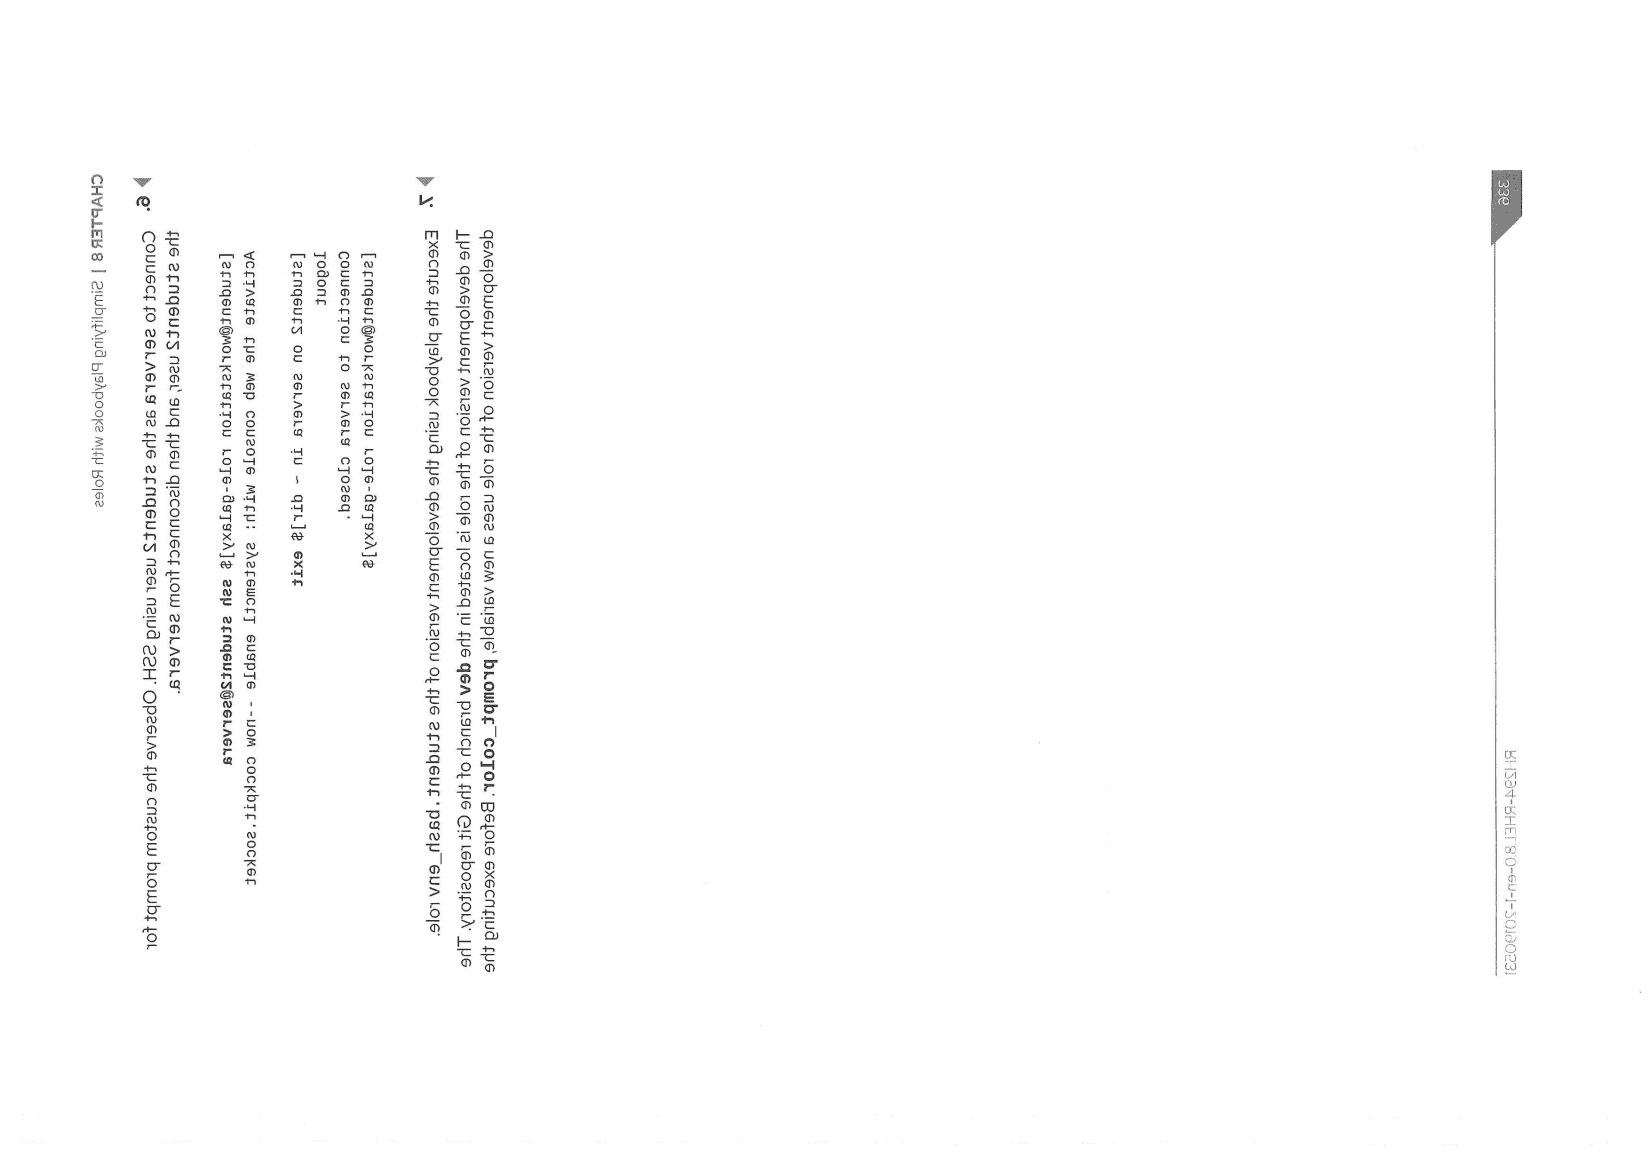 CHAPTER 8 | Simplifying Playbooks with Roles
6. Connect to servera as the student2 user using SSH. Observe the custom prompt for
the student2 user, and then disconnect from servera.
[student@workstation role-galaxy]$ ssh student2@servera
Activate the web console with: systemctl enable --now cockpit.socket
[student2 on servera in ~ dir]$ exit
logout
Connection to servera closed.
[student@workstation role-galaxy]$
7. Execute the playbook using the development version of the student.bash_env role.
The development version of the role is located in the dev branch of the Git repository. The
development version of the role uses a new variable, prompt_color. Before executing the
336
RH294-RHEL8.0-en-1-20190531